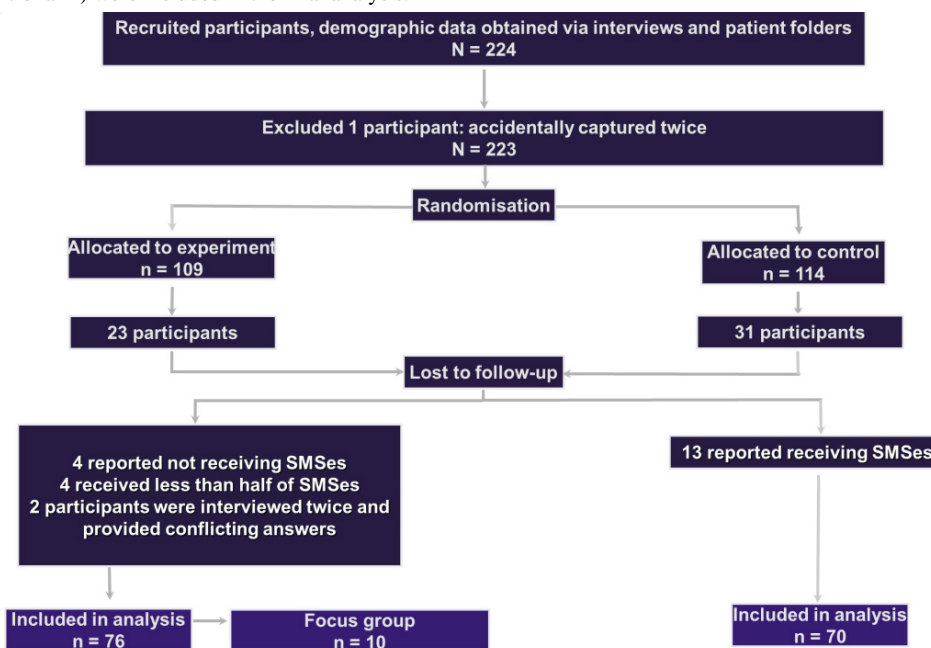 Recruited participants, demographic data obtained via interviews and patient folders
N = 224
Excluded 1 participant: accidentally captured twice
N = 223
Randomisation
Allocated to experiment
n = 109
Allocated to control
n = 114
23 participants
31 participants
Lost to follow-up
4 reported not receiving SMSes
4 received less than half of SMSes
2 participants were interviewed twice and
provided conflicting answers
13 reported receiving SMSes
Included in analysis
n = 76
Focus group
n = 10
Included in analysis
n = 70